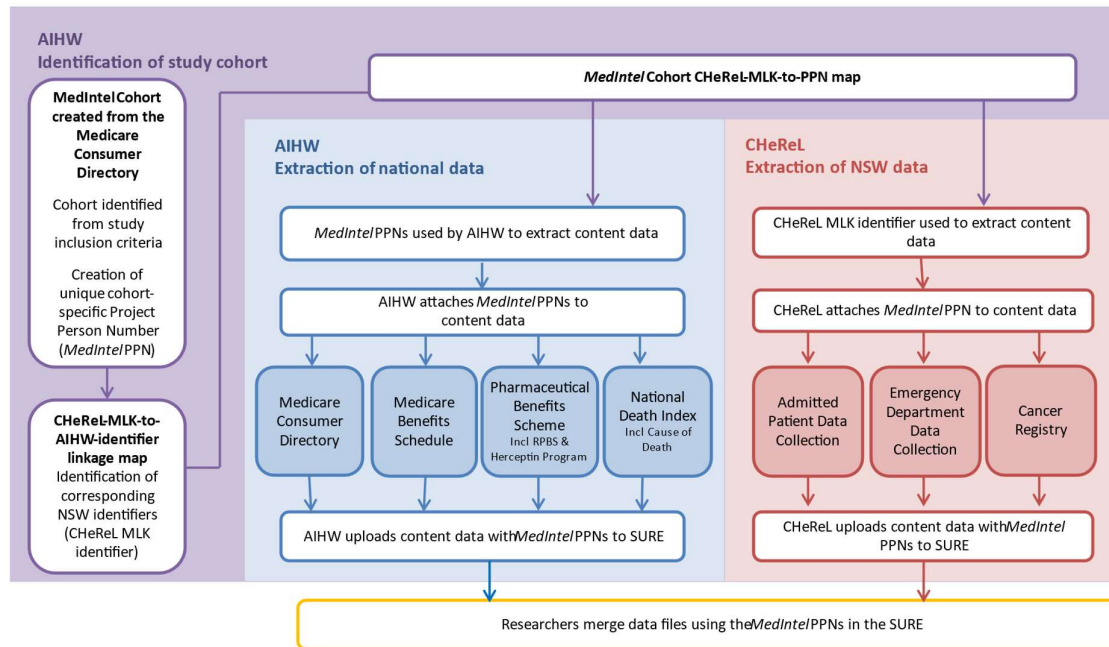 AIHW
Identification of study cohort
MedIntel Cohort
created from the
Medicare
Consumer
Directory
Cohort identified
from study
inclusion criteria
Creation of
unique cohort-
specific Project
Person Number
(MedIntel PPN)
CHeReL-MLK-to-
AIHW-identifier
linkage map
Identification of
corresponding
NSW identifiers
(CHeReL MLK
identifier)
MedIntel Cohort CHeReL-MLK-to-PPN map
AIHW
Extraction of national data
MedIntel PPNs used by AIHW to extract content data
AIHW attaches MedIntel PPNs to
content data
Medicare
Consumer
Directory
Medicare
Benefits
Schedule
Pharmaceutical
Benefits
Scheme
Incl RPBS &
Herceptin Program
National
Death Index
Incl Cause of
Death
AIHW uploads content data with MedIntel PPNs to SURE
CHeReL
Extraction of NSW data
CHeReL MLK identifier used to extract content
data
CHeReL attaches MedIntel PPN to content data
Admitted
Patient Data
Collection
Emergency
Department
Data
Collection
Cancer
Registry
CHeReL uploads content data with MedIntel
PPNs to SURE
Researchers merge data files using the MedIntel PPNs in the SURE